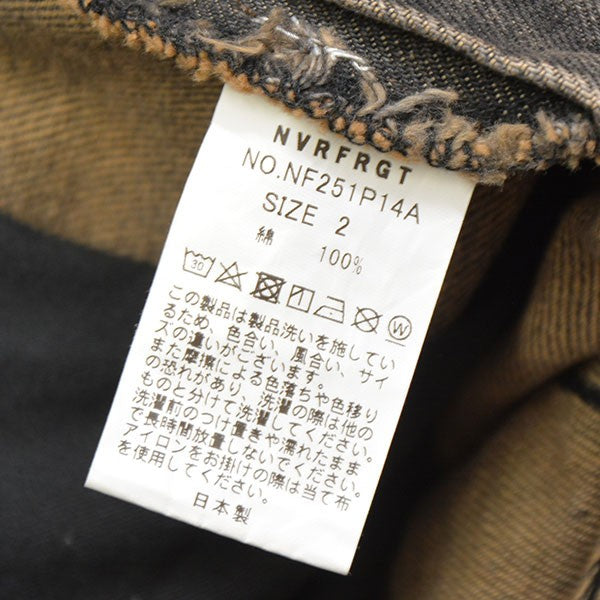 NVRFRGT
NO.NF251P14A
SIZE 2
綿 100%
30 W
この製品は製品洗いを施してい
るため、色合い、風合い、サイ
ズの違いがございます。
また摩擦による色落ちや色移り
の恐れがあり、洗濯の際は他の
ものと分けて洗濯してください。
洗濯前のつけ置きや濡れたまま
で長時間放置しないでください。
アイロンをお掛けの際は当て布
を使用してください。
日本製